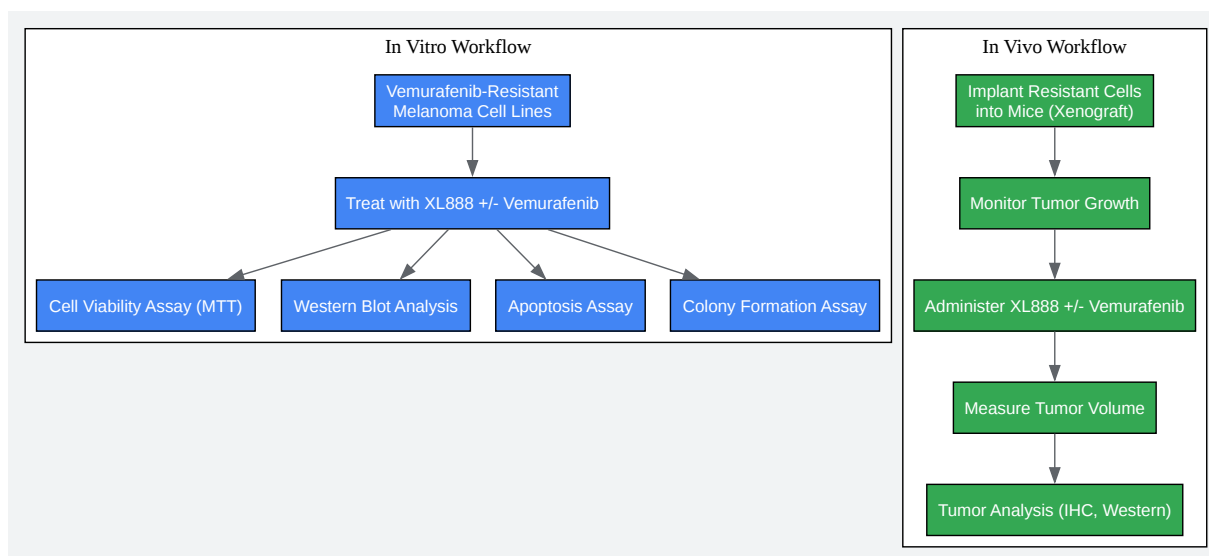 In Vitro Workflow
Vemurafenib-Resistant
Melanoma Cell Lines
Treat with XL888 +/- Vemurafenib
Cell Viability Assay (MTT)
Western Blot Analysis
Apoptosis Assay
Colony Formation Assay
In Vivo Workflow
Implant Resistant Cells
into Mice (Xenograft)
Monitor Tumor Growth
Administer XL888 +/- Vemurafenib
Measure Tumor Volume
Tumor Analysis (IHC, Western)